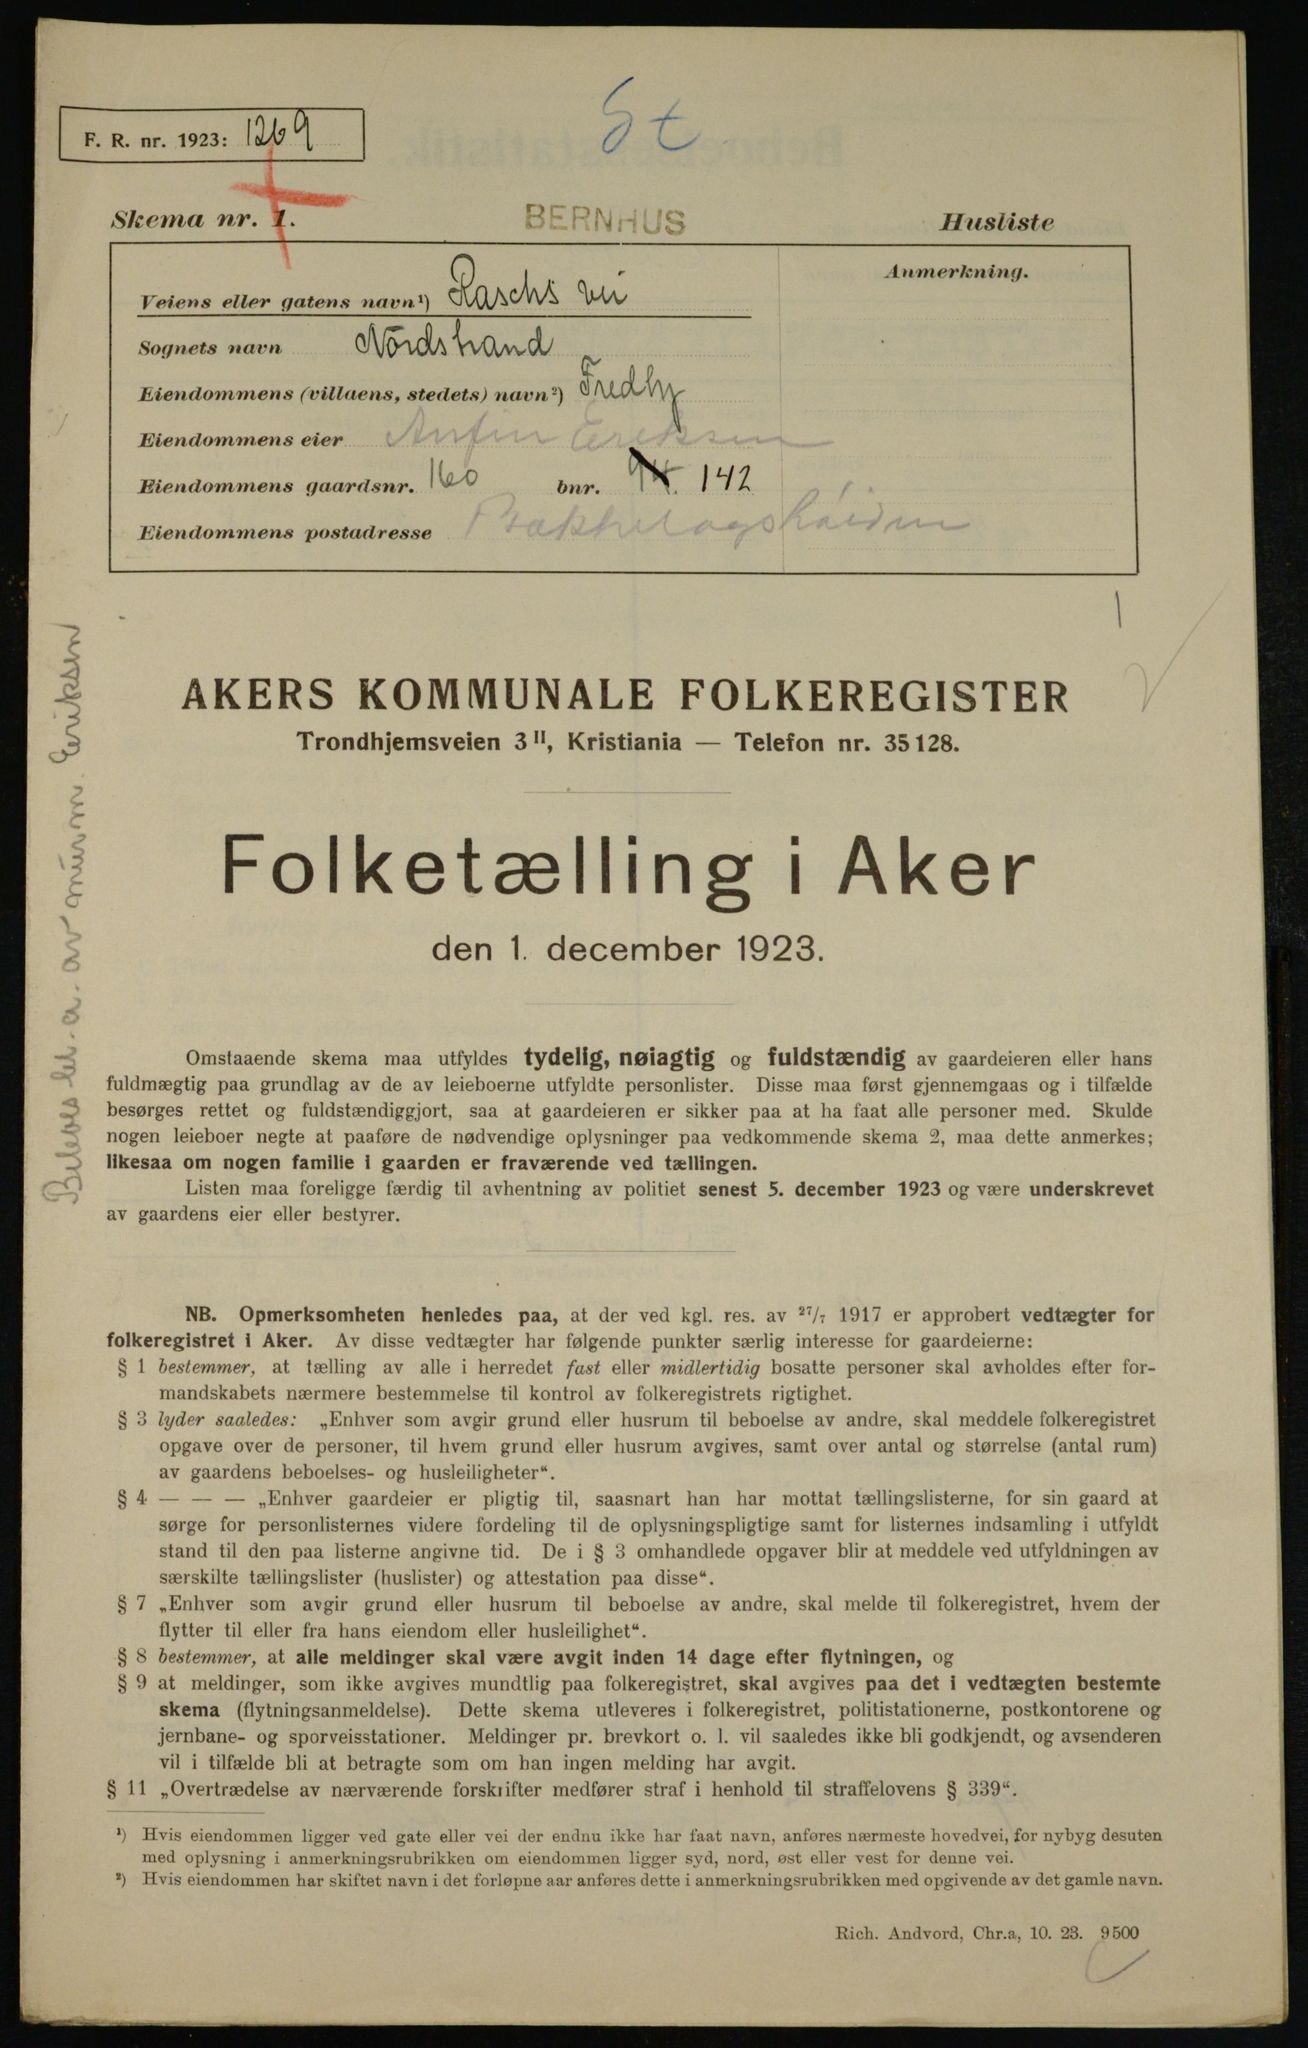 St
F. R. nr. 1923: 1269
Skema nr. 1.
BERNHUS
Husliste
Anmerkning.
Veiens eller gatens navn¹) Raschs vei
Sognets navn Nordstrand
Eiendommens (villaens, stedets) navn²) Fredly
Eiendommens eier Anfin Eriksen
Eiendommens gaardsnr. 160 bnr. 94. 142
Eiendommens postadresse Bækkelagshøiden
1
AKERS KOMMUNALE FOLKEREGISTER
Trondhjemsveien 3 II, Kristiania — Telefon nr. 35128.
Folketælling i Aker
den 1. december 1923.
Omstaaende skema maa utfyldes tydelig, nøiagtig og fuldstændig av gaardeieren eller hans
fuldmægtig paa grundlag av de av leieboerne utfyldte personlister. Disse maa først gjennemgaas og i tilfælde
besørges rettet og fuldstændiggjort, saa at gaardeieren er sikker paa at ha faat alle personer med. Skulde
nogen leieboer negte at paaføre de nødvendige oplysninger paa vedkommende skema 2, maa dette anmerkes;
likesaa om nogen familie i gaarden er fraværende ved tællingen.
Listen maa foreligge færdig til avhentning av politiet senest 5. december 1923 og være underskrevet
av gaardens eier eller bestyrer.
NB. Opmerksomheten henledes paa, at der ved kgl. res. av 27/7 1917 er approbert vedtægter for
folkeregistret i Aker. Av disse vedtægter har følgende punkter særlig interesse for gaardeierne:
§ 1 bestemmer, at tælling av alle i herredet fast eller midlertidig bosatte personer skal avholdes efter for-
mandskabets nærmere bestemmelse til kontrol av folkeregistrets rigtighet.
§ 3 lyder saaledes: „Enhver som avgir grund eller husrum til beboelse av andre, skal meddele folkeregistret
opgave over de personer, til hvem grund eller husrum avgives, samt over antal og størrelse (antal rum)
av gaardens beboelses- og husleiligheter“.
§ 4 — — — „Enhver gaardeier er pligtig til, saasnart han har mottat tællingslisterne, for sin gaard at
sørge for personlisternes videre fordeling til de oplysningspligtige samt for listernes indsamling i utfyldt
stand til den paa listerne angivne tid. De i § 3 omhandlede opgaver blir at meddele ved utfyldningen av
særskilte tællingslister (huslister) og attestation paa disse“.
§ 7 „Enhver som avgir grund eller husrum til beboelse av andre, skal melde til folkeregistret, hvem der
flytter til eller fra hans eiendom eller husleilighet“.
§ 8 bestemmer, at alle meldinger skal være avgit inden 14 dage efter flytningen, og
§ 9 at meldinger, som ikke avgives mundtlig paa folkeregistret, skal avgives paa det i vedtægten bestemte
skema (flytningsanmeldelse). Dette skema utleveres i folkeregistret, politistationerne, postkontorene og
jernbane- og sporveisstationer. Meldinger pr. brevkort o. l. vil saaledes ikke bli godkjendt, og avsenderen
vil i tilfælde bli at betragte som om han ingen melding har avgit.
§ 11 „Overtrædelse av nærværende forskrifter medfører straf i henhold til straffelovens § 339“.
¹) Hvis eiendommen ligger ved gate eller vei der endnu ikke har faat navn, anføres nærmeste hovedvei, for nybyg desuten
med oplysning i anmerkningsrubrikken om eiendommen ligger syd, nord, øst eller vest for denne vei.
²) Hvis eiendommen har skiftet navn i det forløpne aar anføres dette i anmerkningsrubrikken med opgivende av det gamle navn.
Rich. Andvord, Chr.a, 10. 23. 9500
a. av murm. Eriksen